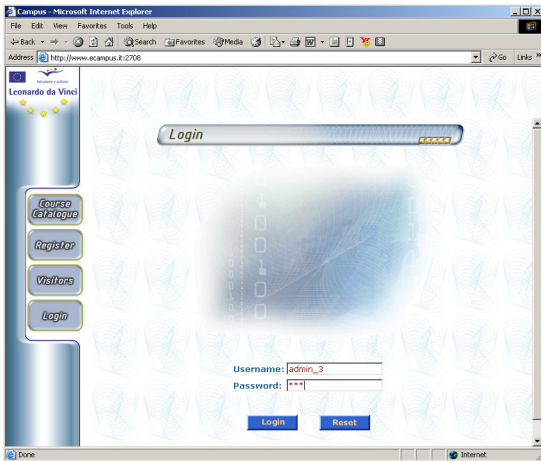 Campus - Microsoft Internet Explorer
File Edit View Favorites Tools Help
Back Search Favorites Media
Address http://www.ecampus.it:2708 Go Links »
Istruzione e cultura
Leonardo da Vinci
Login
Course
Catalogue
Register
Visitors
Login
Username: admin_3
Password: ***
Login Reset
Done Internet